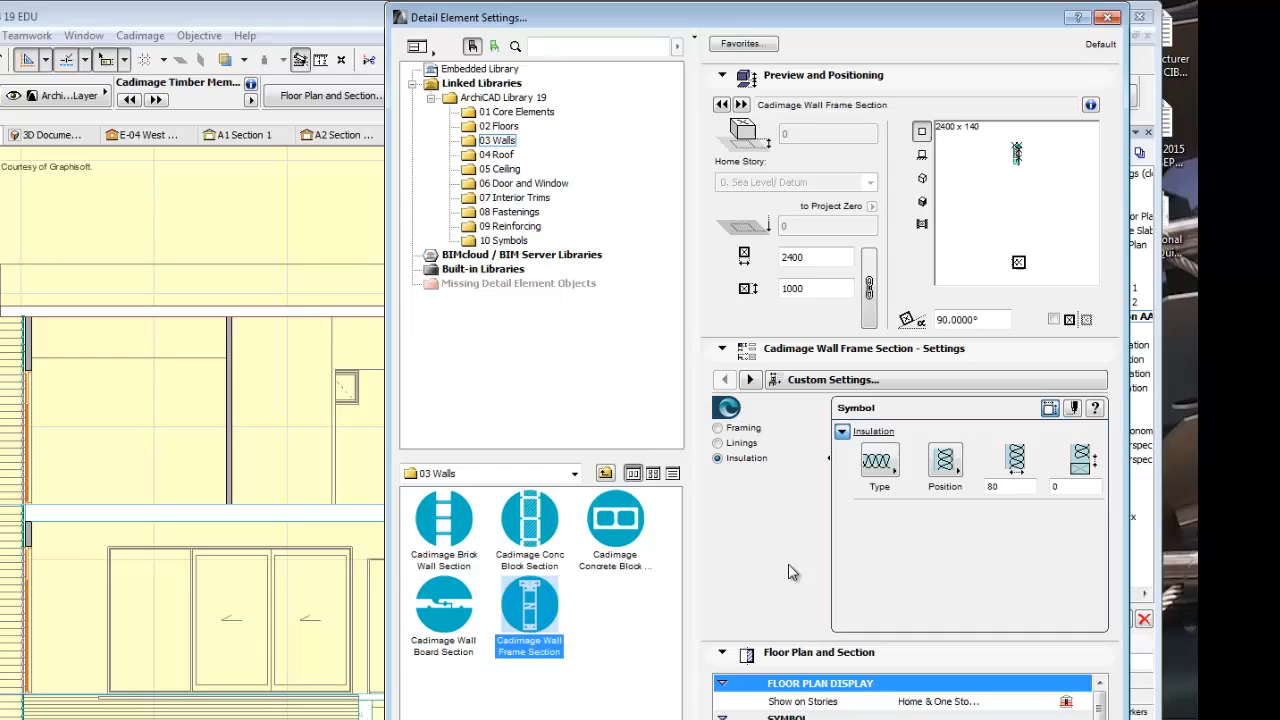 19 EDU
Detail Element Settings...
Teamwork Window Cadimage Objective Help
Favorites...
Default
Embedded Library
Linked Libraries
ArchiCAD Library 19
01 Core Elements
02 Floors
03 Walls
04 Roof
05 Ceiling
06 Door and Window
07 Interior Trims
08 Fastenings
09 Reinforcing
10 Symbols
BIMcloud / BIM Server Libraries
Built-in Libraries
Missing Detail Element Objects
Preview and Positioning
Cadimage Wall Frame Section
0
Home Story:
0. Sea Level/ Datum
to Project Zero
0
2400
1000
2400 x 140
90.0000°
Cadimage Timber Mem...
Archi...Layer
Floor Plan and Section...
3D Docume...
E-04 West ...
A1 Section 1
A2 Section ...
Courtesy of Graphisoft.
Cadimage Wall Frame Section - Settings
Custom Settings...
Framing
Linings
Insulation
Symbol
Insulation
Type
Position
80
0
03 Walls
Cadimage Brick
Wall Section
Cadimage Conc
Block Section
Cadimage
Concrete Block ...
Cadimage Wall
Board Section
Cadimage Wall
Frame Section
Floor Plan and Section
FLOOR PLAN DISPLAY
Show on Stories
Home & One Sto...
SYMBOL
cturer
CIB...
2015
EP...